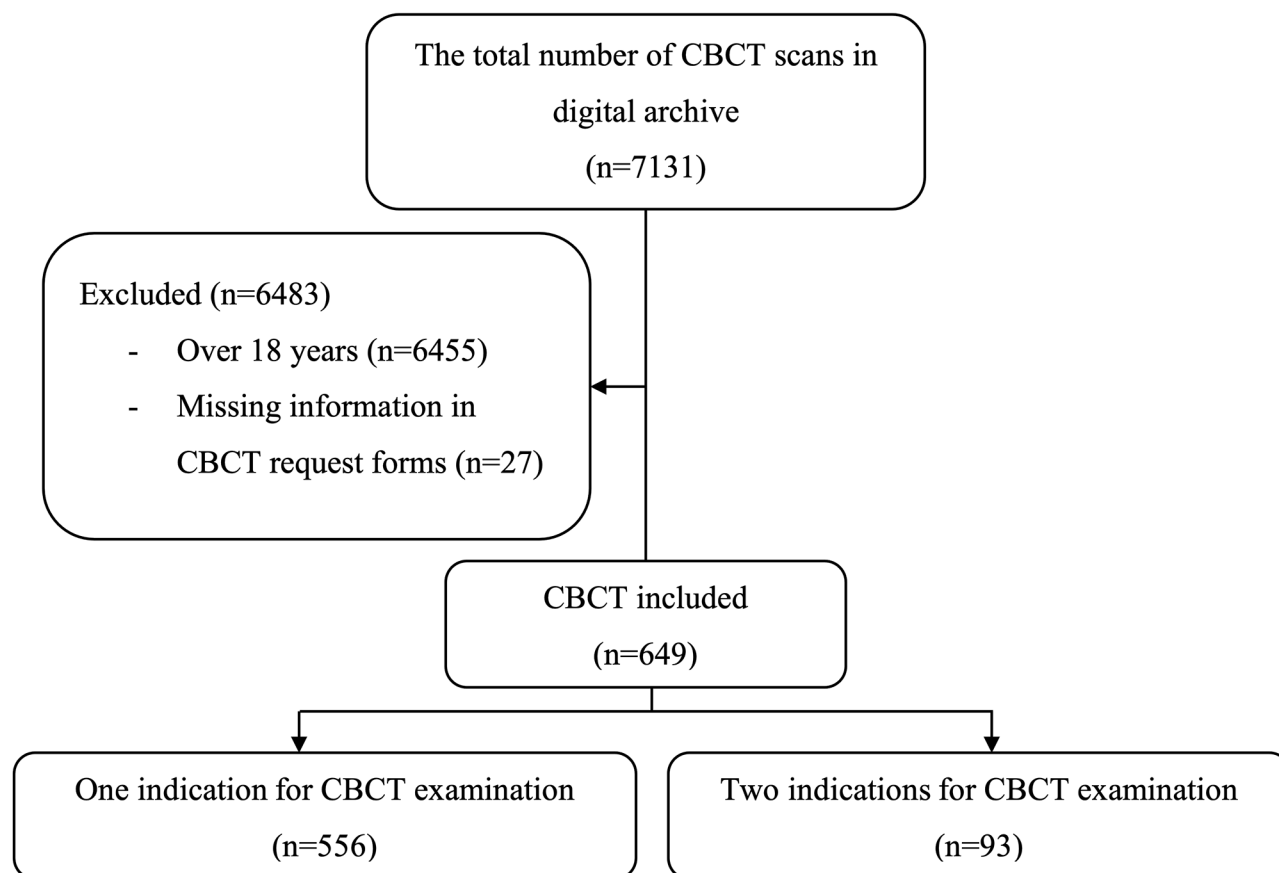 The total number of CBCT scans in
digital archive
(n=7131)
Excluded (n=6483)
- Over 18 years (n=6455)
- Missing information in
CBCT request forms (n=27)
CBCT included
(n=649)
One indication for CBCT examination
(n=556)
Two indications for CBCT examination
(n=93)